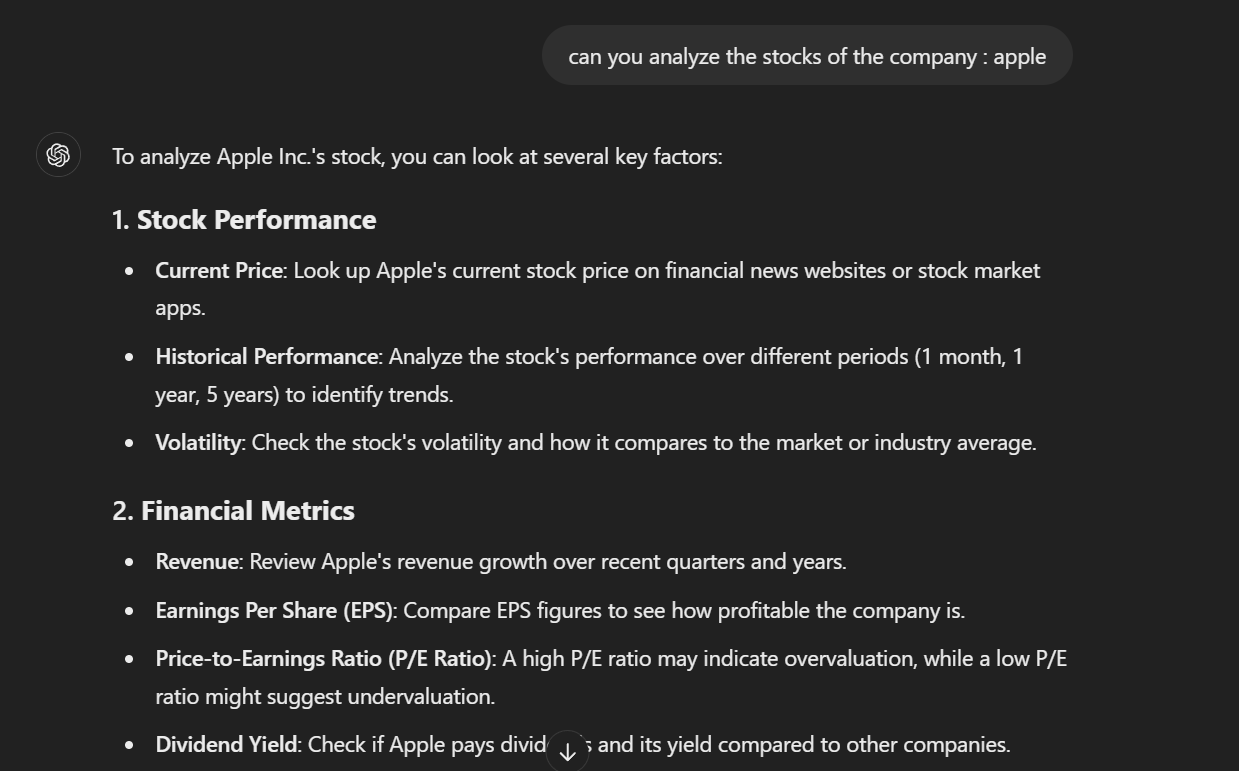 can you analyze the stocks of the company : apple
To analyze Apple Inc.'s stock, you can look at several key factors:
1. Stock Performance
• Current Price: Look up Apple's current stock price on financial news websites or stock market
apps.
• Historical Performance: Analyze the stock's performance over different periods (1 month, 1
year, 5 years) to identify trends.
• Volatility: Check the stock's volatility and how it compares to the market or industry average.
2. Financial Metrics
• Revenue: Review Apple's revenue growth over recent quarters and years.
• Earnings Per Share (EPS): Compare EPS figures to see how profitable the company is.
• Price-to-Earnings Ratio (P/E Ratio): A high P/E ratio may indicate overvaluation, while a low P/E
ratio might suggest undervaluation.
• Dividend Yield: Check if Apple pays and its yield compared to other companies.